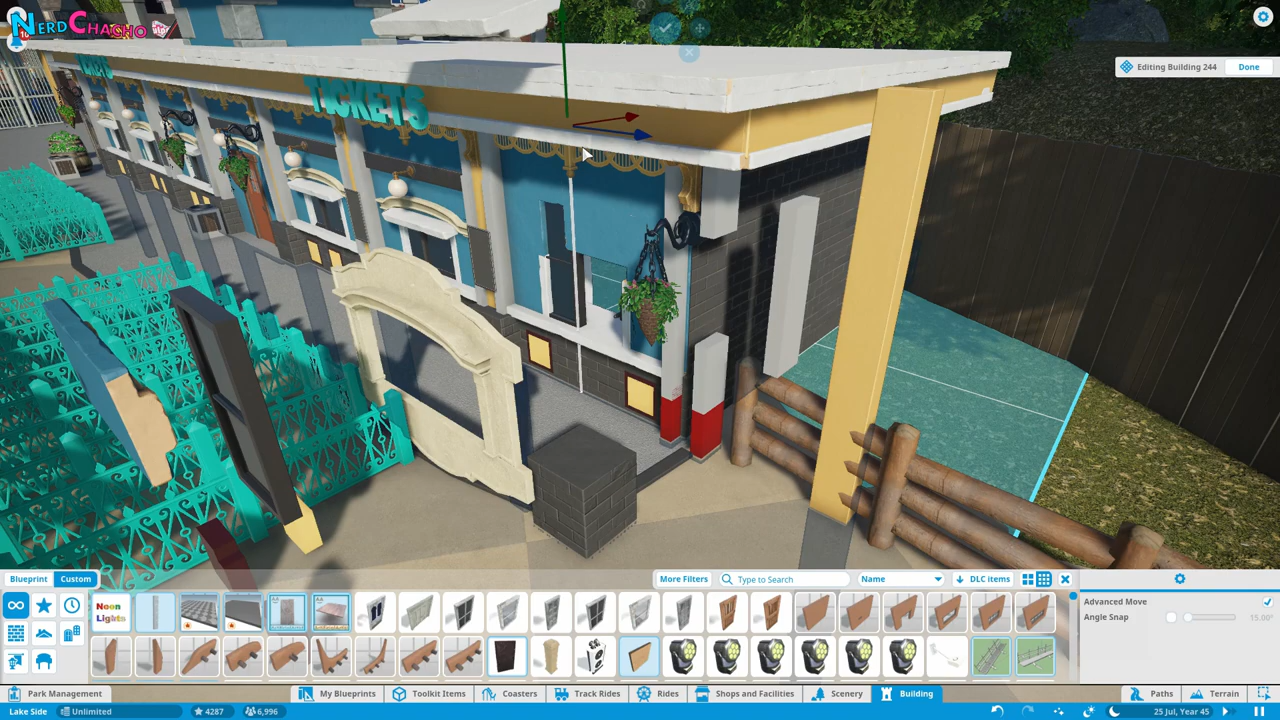 NERDCHACHO
Editing Building 244
Done
TICKETS
Blueprint
Custom
More Filters
Type to Search
Name
DLC items
Neon
Lights
Advanced Move
Angle Snap
15.00°
Park Management
My Blueprints
Toolkit Items
Coasters
Track Rides
Rides
Shops and Facilities
Scenery
Building
Paths
Terrain
Lake Side
Unlimited
4287
6,996
25 Jul, Year 45